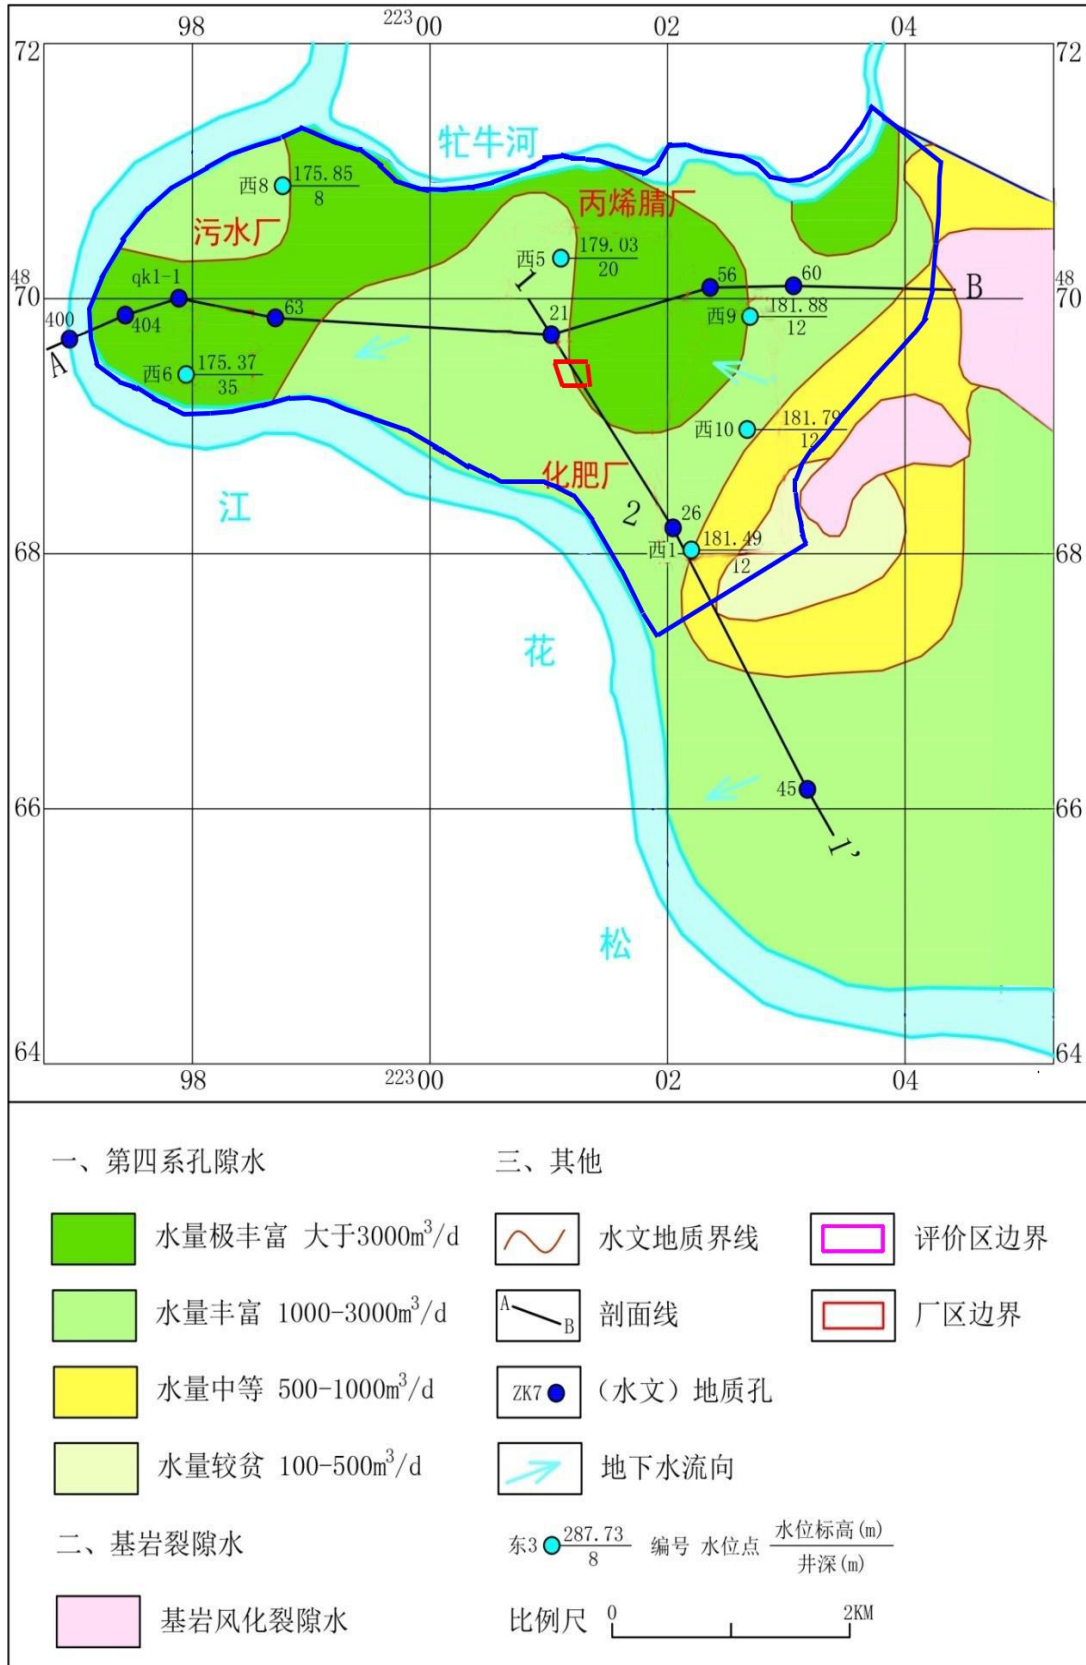 98 22300 02 04
72 72
牤牛河
西8 175.85
8
丙烯腈厂
污水厂
西5 179.03
20
1
48 70 qk1-1 56 60 B 48 70
400 404 63 21 西9 181.88
12
A
西6 175.37
35
西10 181.79
12
化肥厂
江 2 26
西1 181.49
12
68 68
花
66 45 66
1’
松
64 64
98 22300 02 04
一、第四系孔隙水
水量极丰富 大于3000m³/d
水量丰富 1000-3000m³/d
水量中等 500-1000m³/d
水量较贫 100-500m³/d
二、基岩裂隙水
基岩风化裂隙水
三、其他
水文地质界线
A B 剖面线
ZK7 （水文）地质孔
地下水流向
东3 287.73
8
编号 水位点 水位标高(m)
井深(m)
比例尺 0 2KM
评价区边界
厂区边界